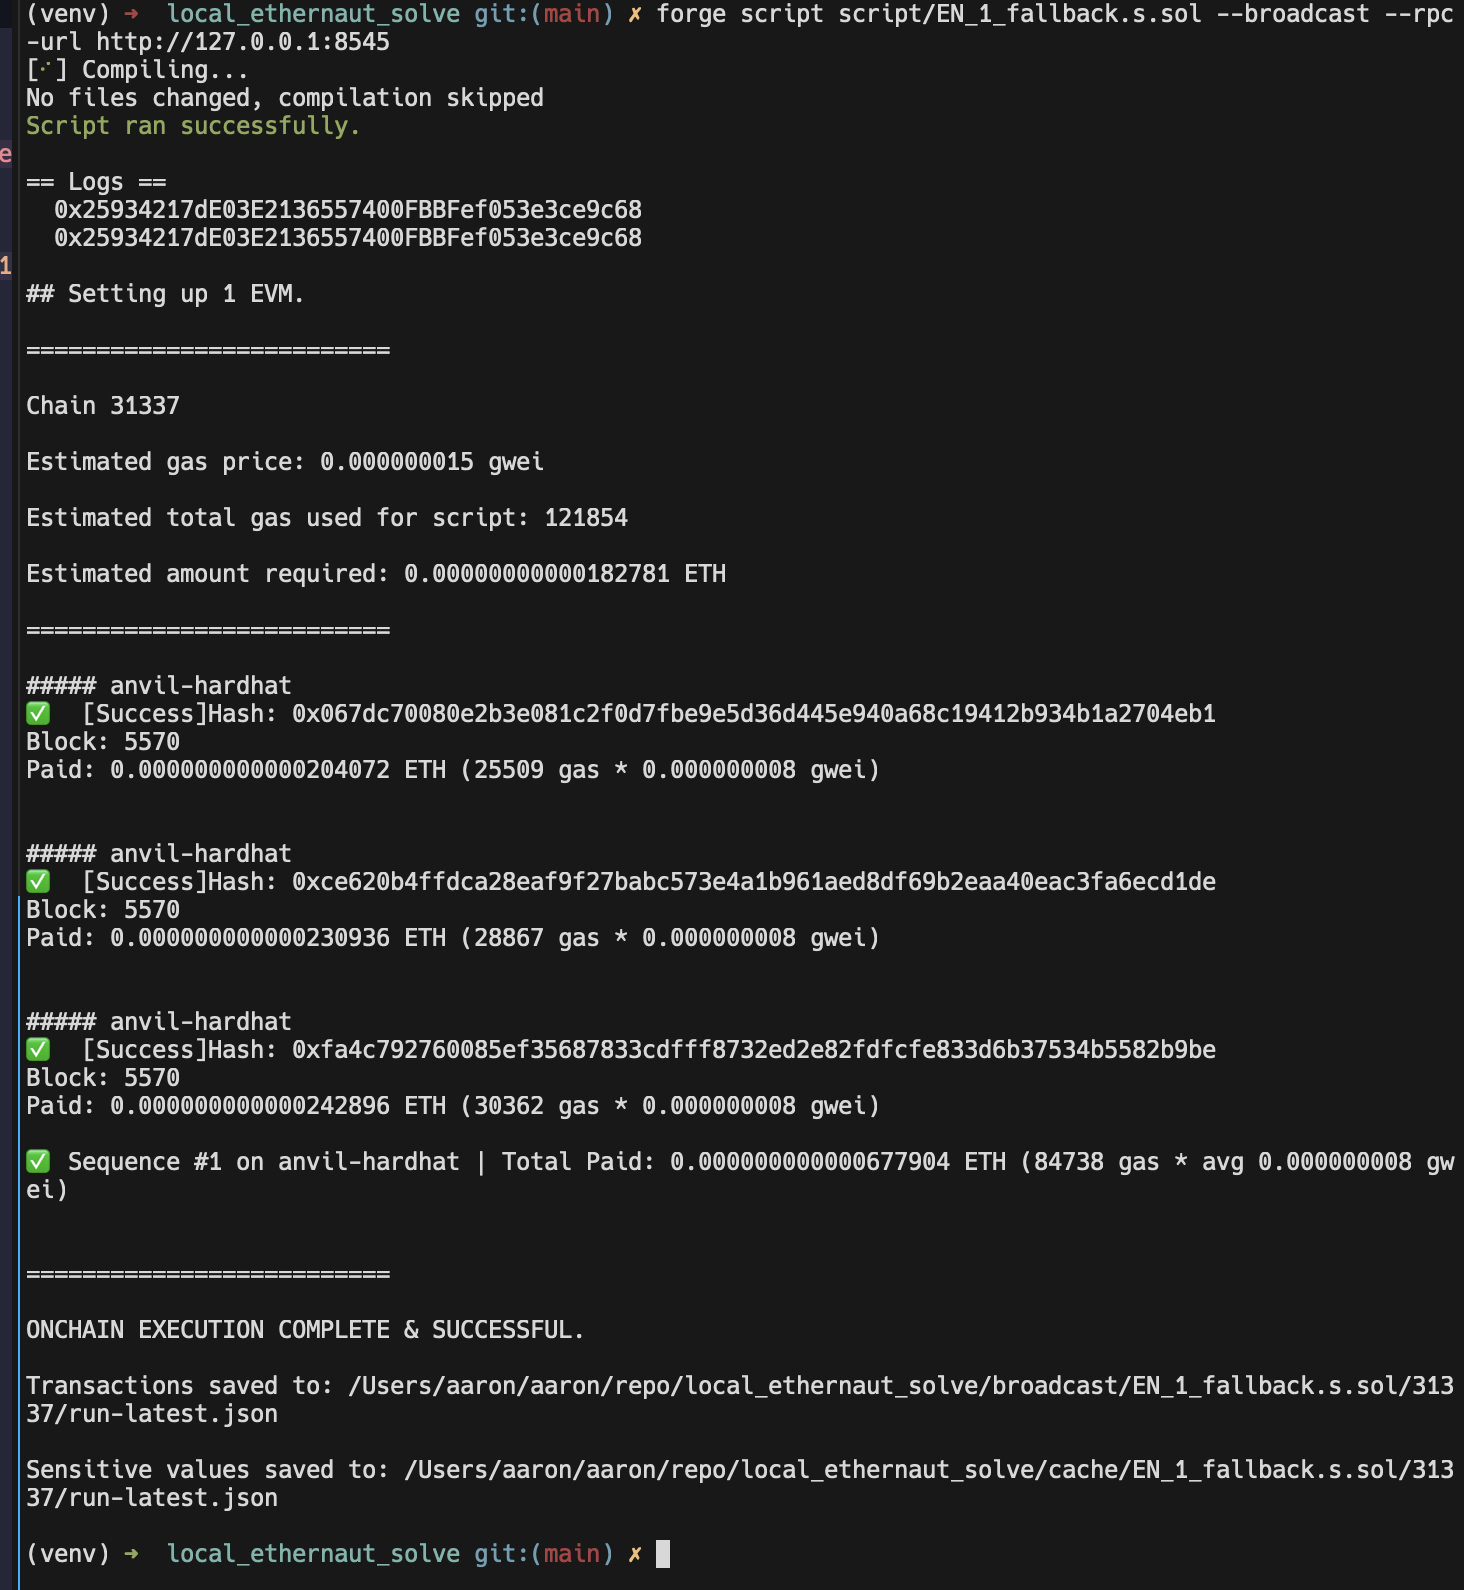 (venv) ➜  local_ethernaut_solve git:(main) ✗ forge script script/EN_1_fallback.s.sol --broadcast --rpc
-url http://127.0.0.1:8545
[⠊] Compiling...
No files changed, compilation skipped
Script ran successfully.
e
== Logs ==
  0x25934217dE03E2136557400FBBFef053e3ce9c68
  0x25934217dE03E2136557400FBBFef053e3ce9c68
1
## Setting up 1 EVM.
==========================
Chain 31337
Estimated gas price: 0.000000015 gwei
Estimated total gas used for script: 121854
Estimated amount required: 0.00000000000182781 ETH
==========================
##### anvil-hardhat
✅  [Success]Hash: 0x067dc70080e2b3e081c2f0d7fbe9e5d36d445e940a68c19412b934b1a2704eb1
Block: 5570
Paid: 0.000000000000204072 ETH (25509 gas * 0.000000008 gwei)
##### anvil-hardhat
✅  [Success]Hash: 0xce620b4ffdca28eaf9f27babc573e4a1b961aed8df69b2eaa40eac3fa6ecd1de
Block: 5570
Paid: 0.000000000000230936 ETH (28867 gas * 0.000000008 gwei)
##### anvil-hardhat
✅  [Success]Hash: 0xfa4c792760085ef35687833cdfff8732ed2e82fdfcfe833d6b37534b5582b9be
Block: 5570
Paid: 0.000000000000242896 ETH (30362 gas * 0.000000008 gwei)
✅ Sequence #1 on anvil-hardhat | Total Paid: 0.000000000000677904 ETH (84738 gas * avg 0.000000008 gw
ei)
==========================
ONCHAIN EXECUTION COMPLETE & SUCCESSFUL.
Transactions saved to: /Users/aaron/aaron/repo/local_ethernaut_solve/broadcast/EN_1_fallback.s.sol/313
37/run-latest.json
Sensitive values saved to: /Users/aaron/aaron/repo/local_ethernaut_solve/cache/EN_1_fallback.s.sol/313
37/run-latest.json
(venv) ➜  local_ethernaut_solve git:(main) ✗